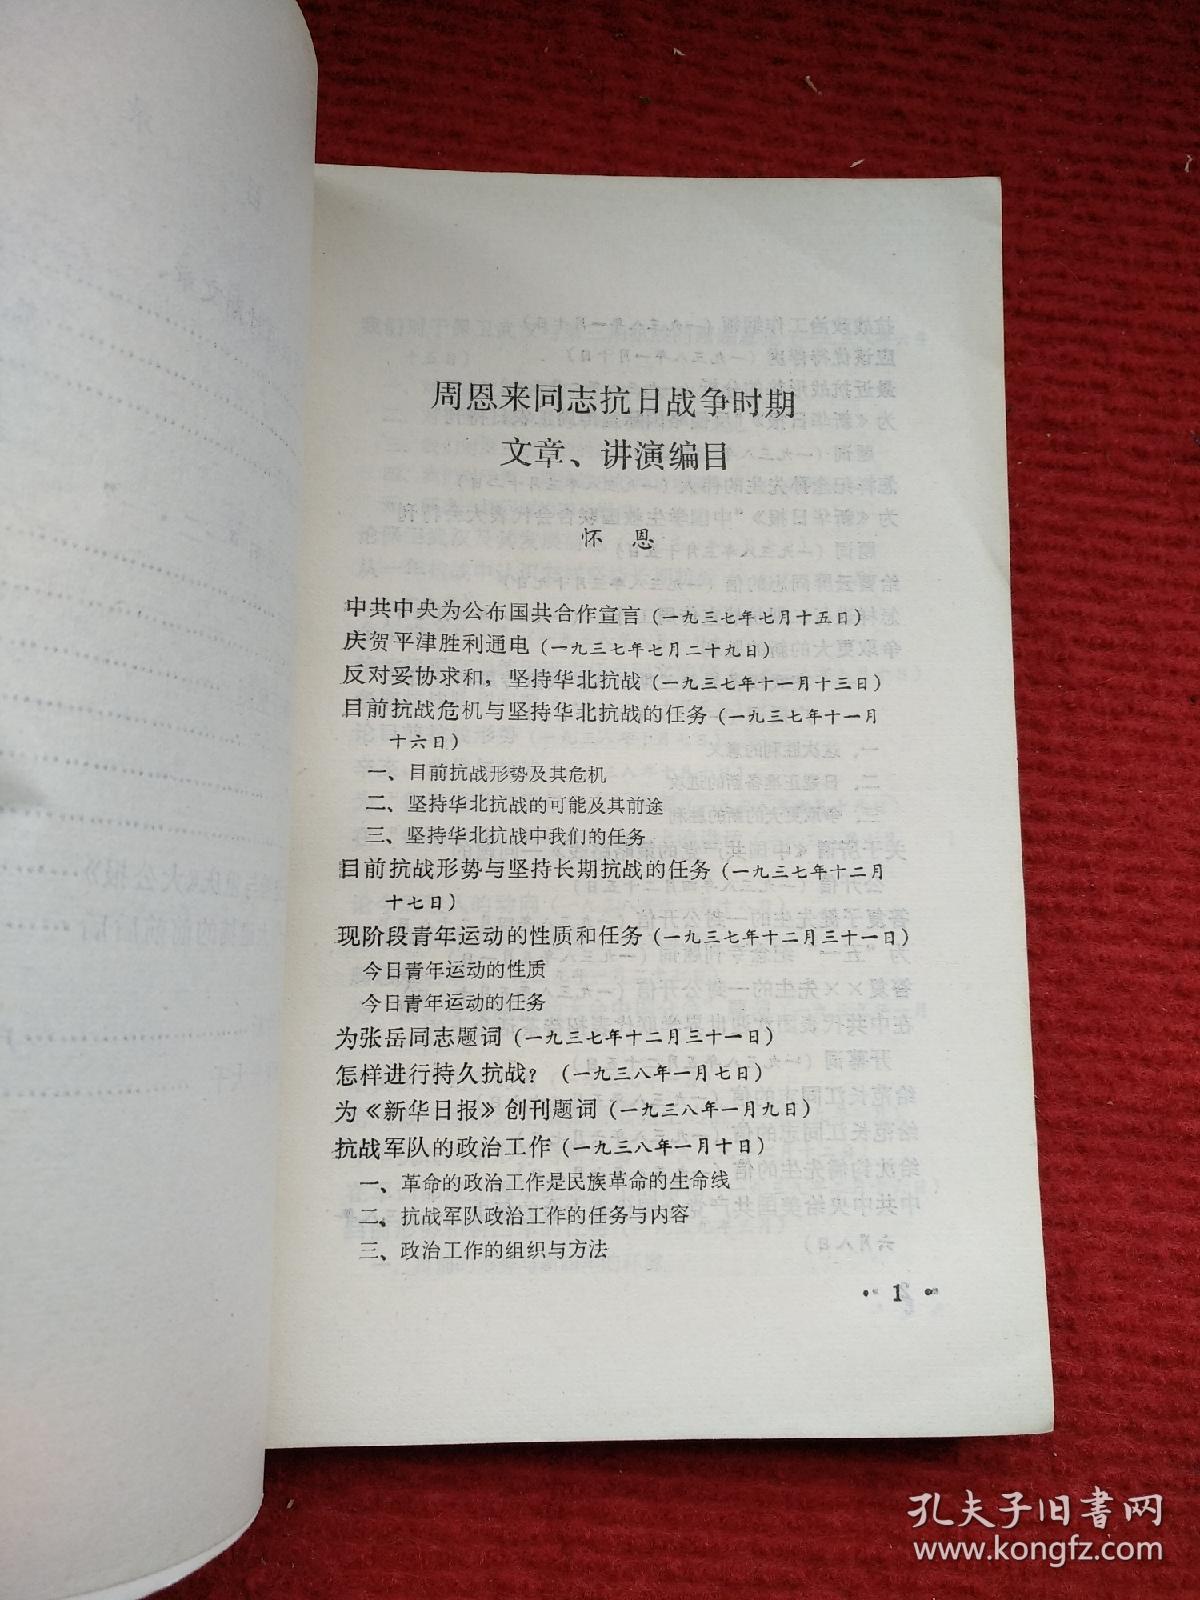 周恩来同志抗日战争时期
文章、讲演编目
怀恩
中共中央为公布国共合作宣言（一九三七年七月十五日）
庆贺平津胜利通电（一九三七年七月二十九日）
反对妥协求和，坚持华北抗战（一九三七年十一月十三日）
目前抗战危机与坚持华北抗战的任务（一九三七年十一月
十六日）
一、目前抗战形势及其危机
二、坚持华北抗战的可能及其前途
三、坚持华北抗战中我们的任务
目前抗战形势与坚持长期抗战的任务（一九三七年十二月
十七日）
现阶段青年运动的性质和任务（一九三七年十二月三十一日）
今日青年运动的性质
今日青年运动的任务
为张岳同志题词（一九三七年十二月三十一日）
怎样进行持久抗战？（一九三八年一月七日）
为《新华日报》创刊题词（一九三八年一月九日）
抗战军队的政治工作（一九三八年一月十日）
一、革命的政治工作是民族革命的生命线
二、抗战军队政治工作的任务与内容
三、政治工作的组织与方法
· 1 ·
孔夫子旧书网
www.kongfz.com